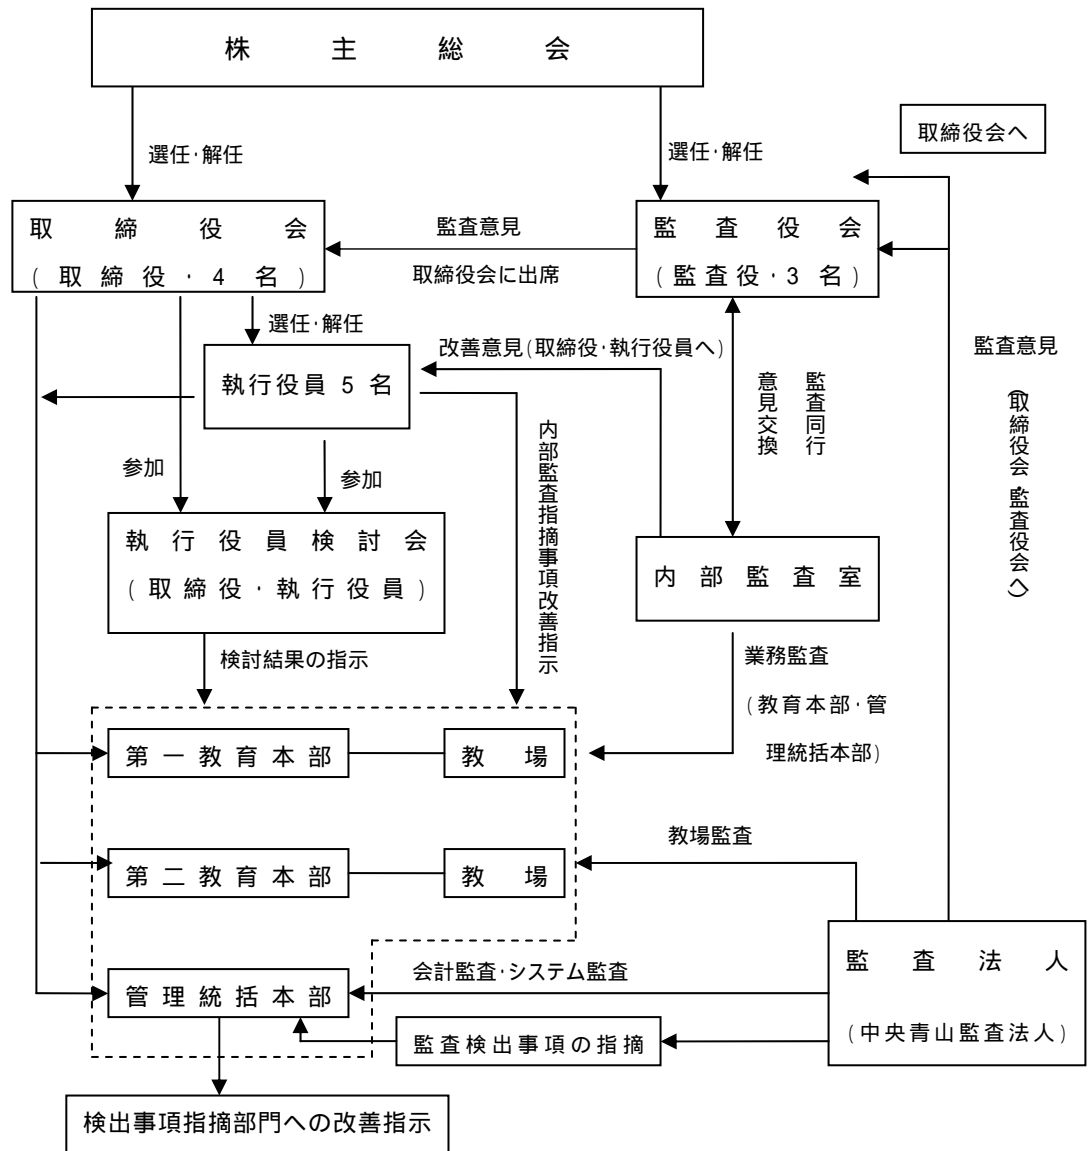 株主総会
取締役会へ
選任・解任
選任・解任
取締役会
(取締役・4名)
監査意見
取締役会に出席
監査役会
(監査役・3名)
選任・解任
改善意見(取締役・執行役員へ)
監査意見
(取締役会・監査役会へ)
執行役員5名
監査同行
意見交換
内部監査指摘事項改善指示
参加
参加
執行役員検討会
(取締役・執行役員)
内部監査室
検討結果の指示
業務監査
(教育本部・管
理統括本部)
第一教育本部
教場
教場監査
第二教育本部
教場
監査法人
(中央青山監査法人)
会計監査・システム監査
管理統括本部
監査検出事項の指摘
検出事項指摘部門への改善指示